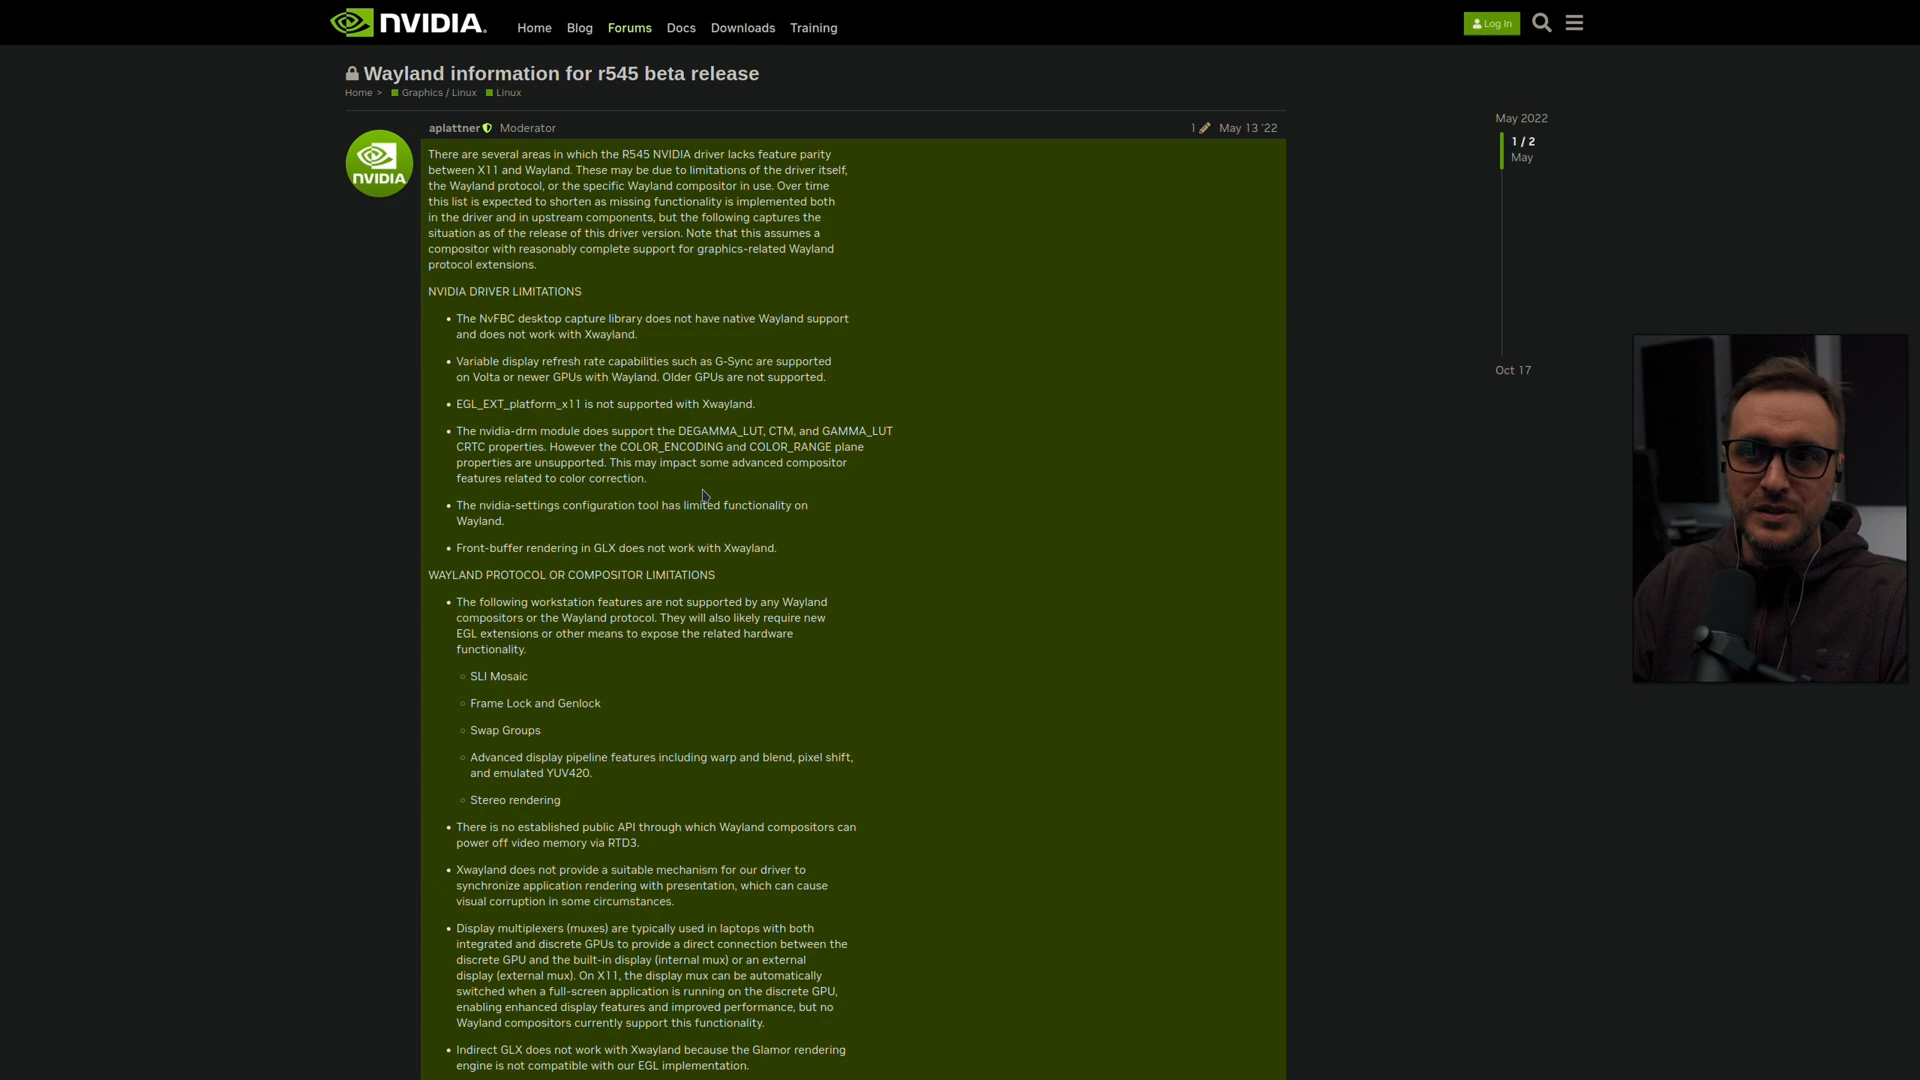 NVIDIA.
Home Blog Forums Docs Downloads Training
Log In
Wayland information for r545 beta release
Home > Graphics / Linux Linux
aplattner Moderator
1 May 13 '22
NVIDIA
There are several areas in which the R545 NVIDIA driver lacks feature parity
between X11 and Wayland. These may be due to limitations of the driver itself,
the Wayland protocol, or the specific Wayland compositor in use. Over time
this list is expected to shorten as missing functionality is implemented both
in the driver and in upstream components, but the following captures the
situation as of the release of this driver version. Note that this assumes a
compositor with reasonably complete support for graphics-related Wayland
protocol extensions.
NVIDIA DRIVER LIMITATIONS
• The NvFBC desktop capture library does not have native Wayland support
and does not work with Xwayland.
• Variable display refresh rate capabilities such as G-Sync are supported
on Volta or newer GPUs with Wayland. Older GPUs are not supported.
• EGL_EXT_platform_x11 is not supported with Xwayland.
• The nvidia-drm module does support the DEGAMMA_LUT, CTM, and GAMMA_LUT
CRTC properties. However the COLOR_ENCODING and COLOR_RANGE plane
properties are unsupported. This may impact some advanced compositor
features related to color correction.
• The nvidia-settings configuration tool has limited functionality on
Wayland.
• Front-buffer rendering in GLX does not work with Xwayland.
WAYLAND PROTOCOL OR COMPOSITOR LIMITATIONS
• The following workstation features are not supported by any Wayland
compositors or the Wayland protocol. They will also likely require new
EGL extensions or other means to expose the related hardware
functionality.
◦ SLI Mosaic
◦ Frame Lock and Genlock
◦ Swap Groups
◦ Advanced display pipeline features including warp and blend, pixel shift,
and emulated YUV420.
◦ Stereo rendering
• There is no established public API through which Wayland compositors can
power off video memory via RTD3.
• Xwayland does not provide a suitable mechanism for our driver to
synchronize application rendering with presentation, which can cause
visual corruption in some circumstances.
• Display multiplexers (muxes) are typically used in laptops with both
integrated and discrete GPUs to provide a direct connection between the
discrete GPU and the built-in display (internal mux) or an external
display (external mux). On X11, the display mux can be automatically
switched when a full-screen application is running on the discrete GPU,
enabling enhanced display features and improved performance, but no
Wayland compositors currently support this functionality.
• Indirect GLX does not work with Xwayland because the Glamor rendering
engine is not compatible with our EGL implementation.
May 2022
1 / 2
May
Oct 17